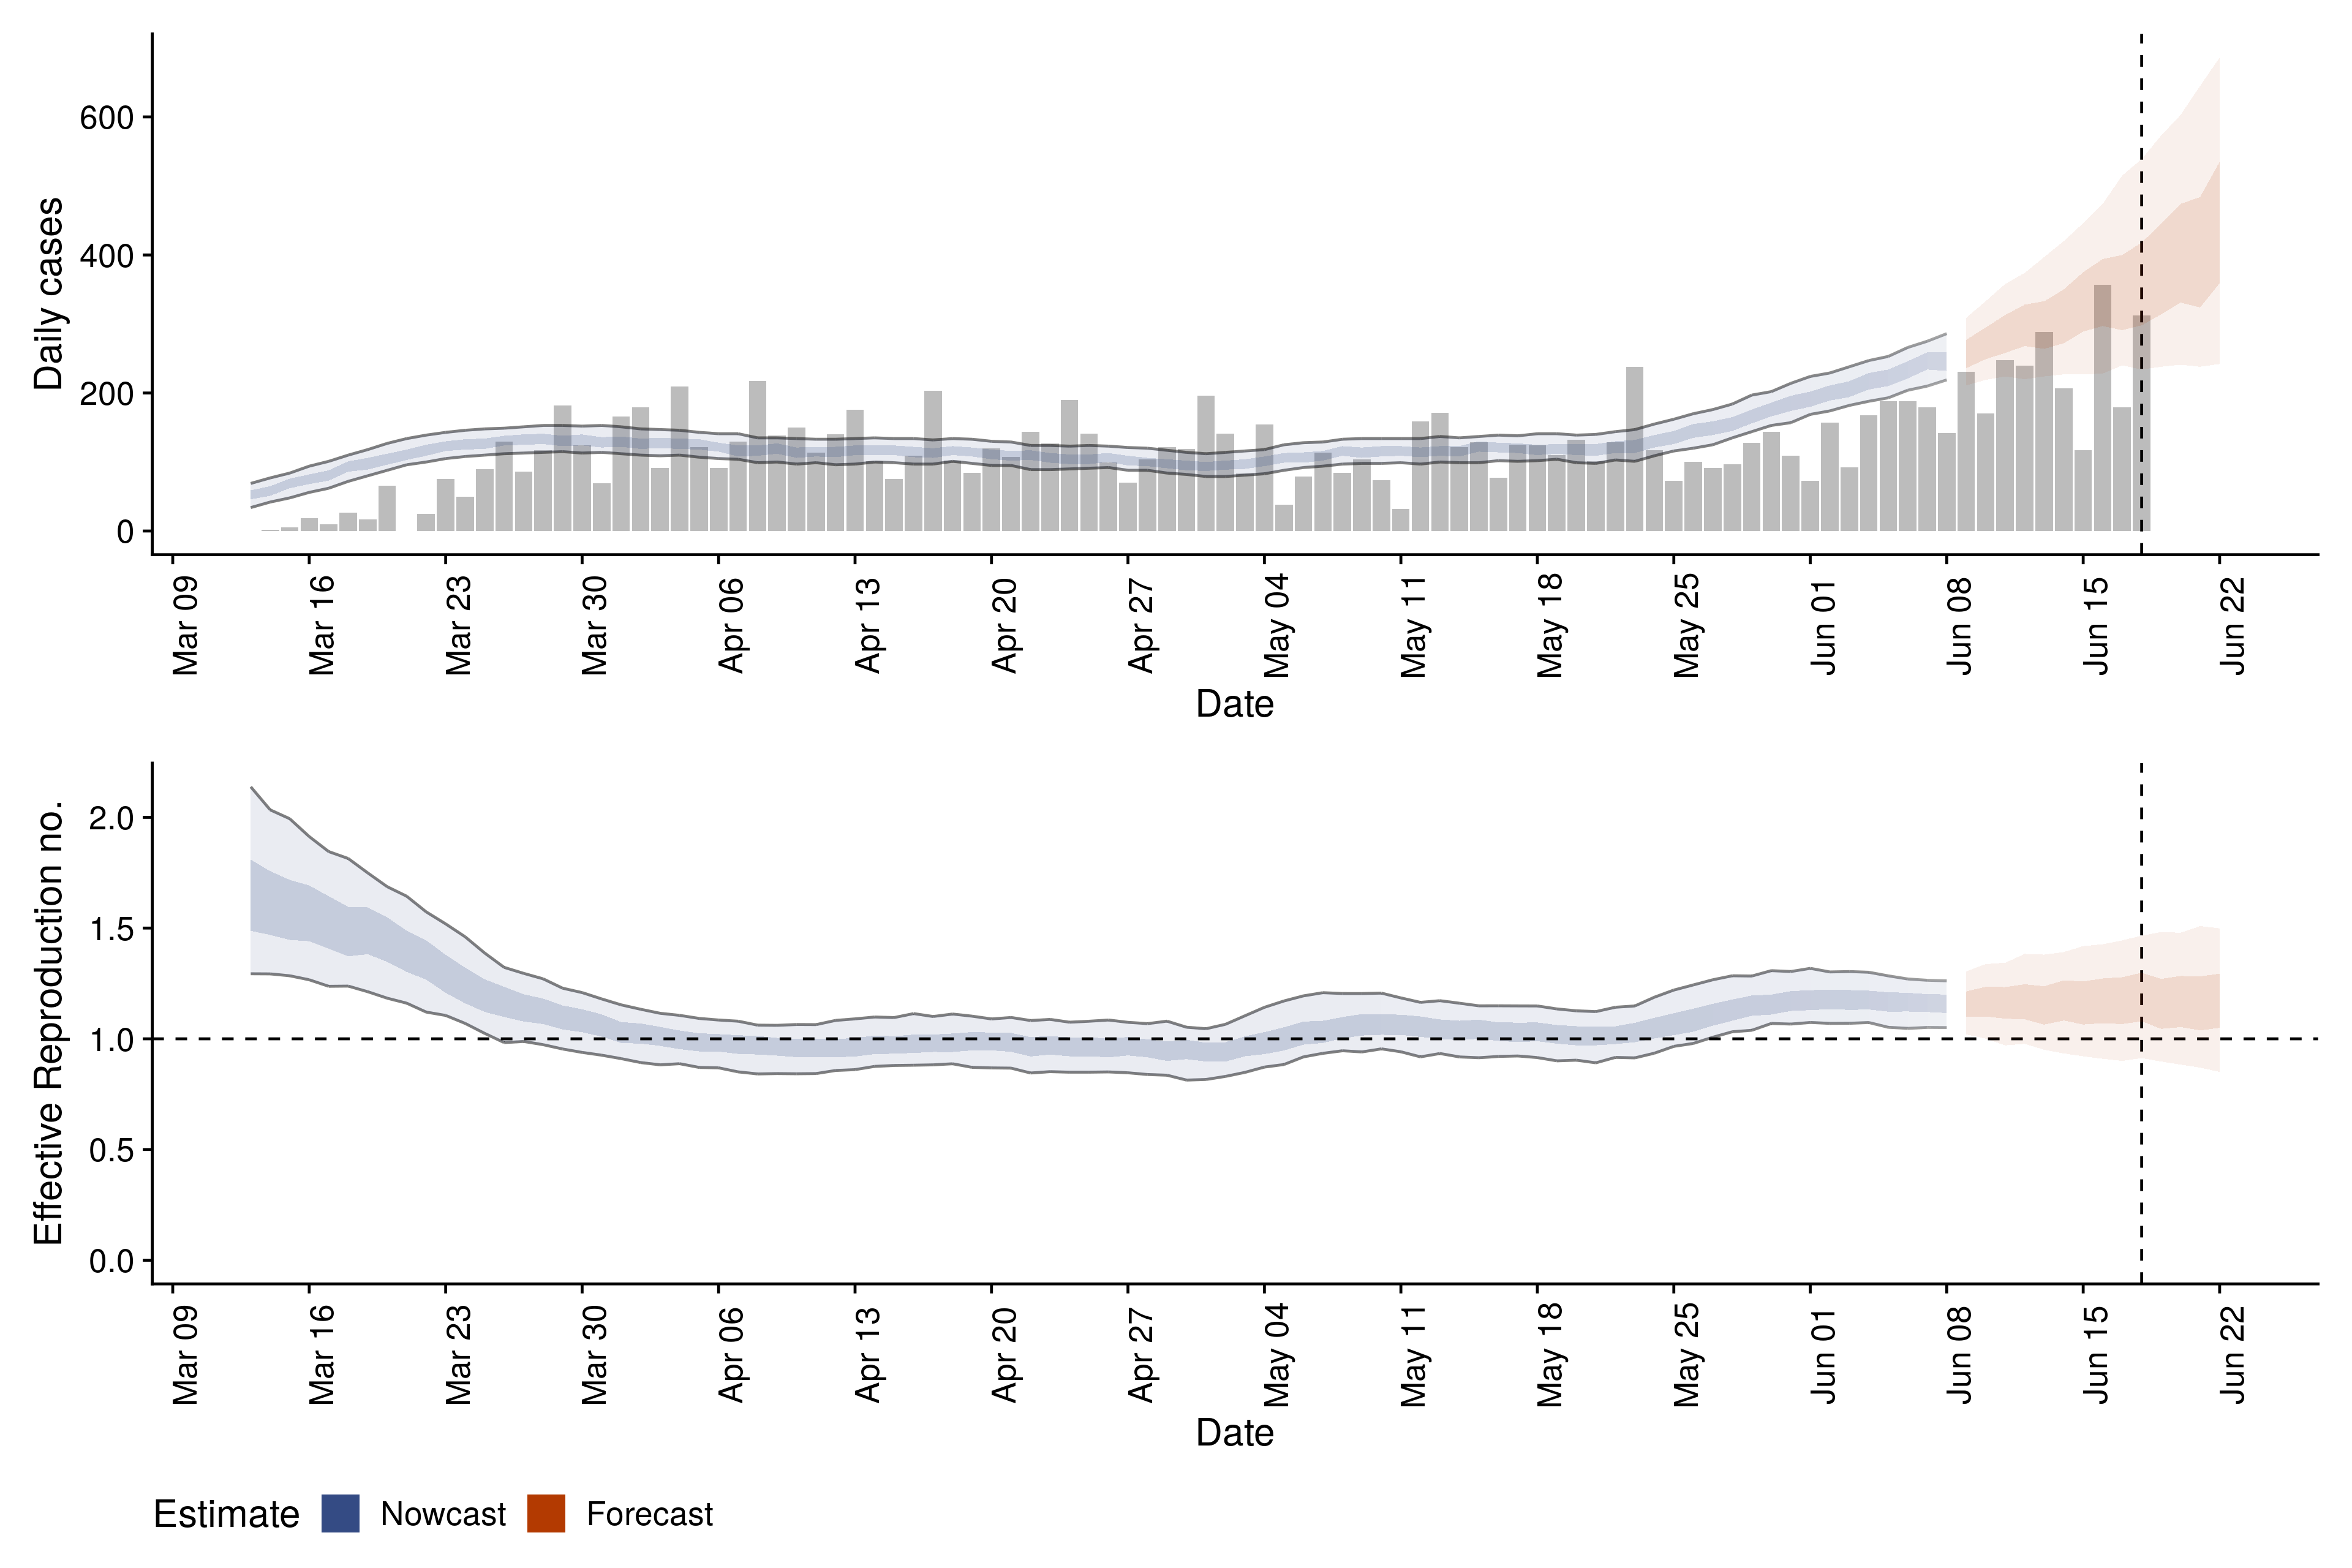 Daily cases
600
400
200
0
Mar 09
Mar 16
Mar 23
Mar 30
Apr 06
Apr 13
Apr 20
Apr 27
May 04
May 11
May 18
May 25
Jun 01
Jun 08
Jun 15
Jun 22
Date
Effective Reproduction no.
2.0
1.5
1.0
0.5
0.0
Mar 09
Mar 16
Mar 23
Mar 30
Apr 06
Apr 13
Apr 20
Apr 27
May 04
May 11
May 18
May 25
Jun 01
Jun 08
Jun 15
Jun 22
Date
Estimate Nowcast Forecast